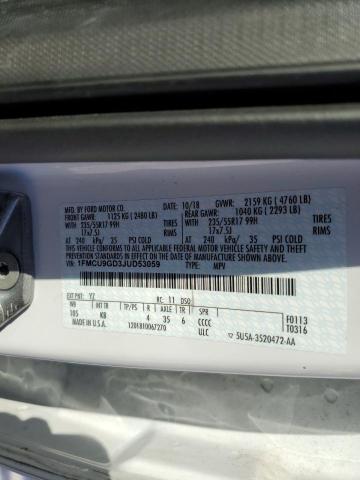 MFD. BY FORD MOTOR CO.
10/18 GVWR: 2159 KG ( 4760 LB)
FRONT GAWR: 1125 KG ( 2480 LB)
REAR GAWR: 1040 KG ( 2293 LB)
235/55R17 99H TIRES 235/55R17 99H TIRES
17x7.5J RIMS 17x7.5J RIMS
AT 240 kPa/ 35 PSI COLD AT 240 kPa/ 35 PSI COLD
THIS VEHICLE CONFORMS TO ALL APPLICABLE FEDERAL MOTOR VEHICLE
SAFETY, BUMPER, AND THEFT PREVENTION STANDARDS IN EFFECT ON THE DATE
OF MANUFACTURE SHOWN ABOVE.
VIN: 1FMCU9GD3JUD53059
TYPE: MPV
EXT PNT: YZ RC: 11 DSO:
WB INT TR TP/PS R AXLE TR SPR
105 KB 4 35 6 CCCC
F0113
T0316
MADE IN U.S.A. 1201810067270 ULC
5U5A-3520472-AA